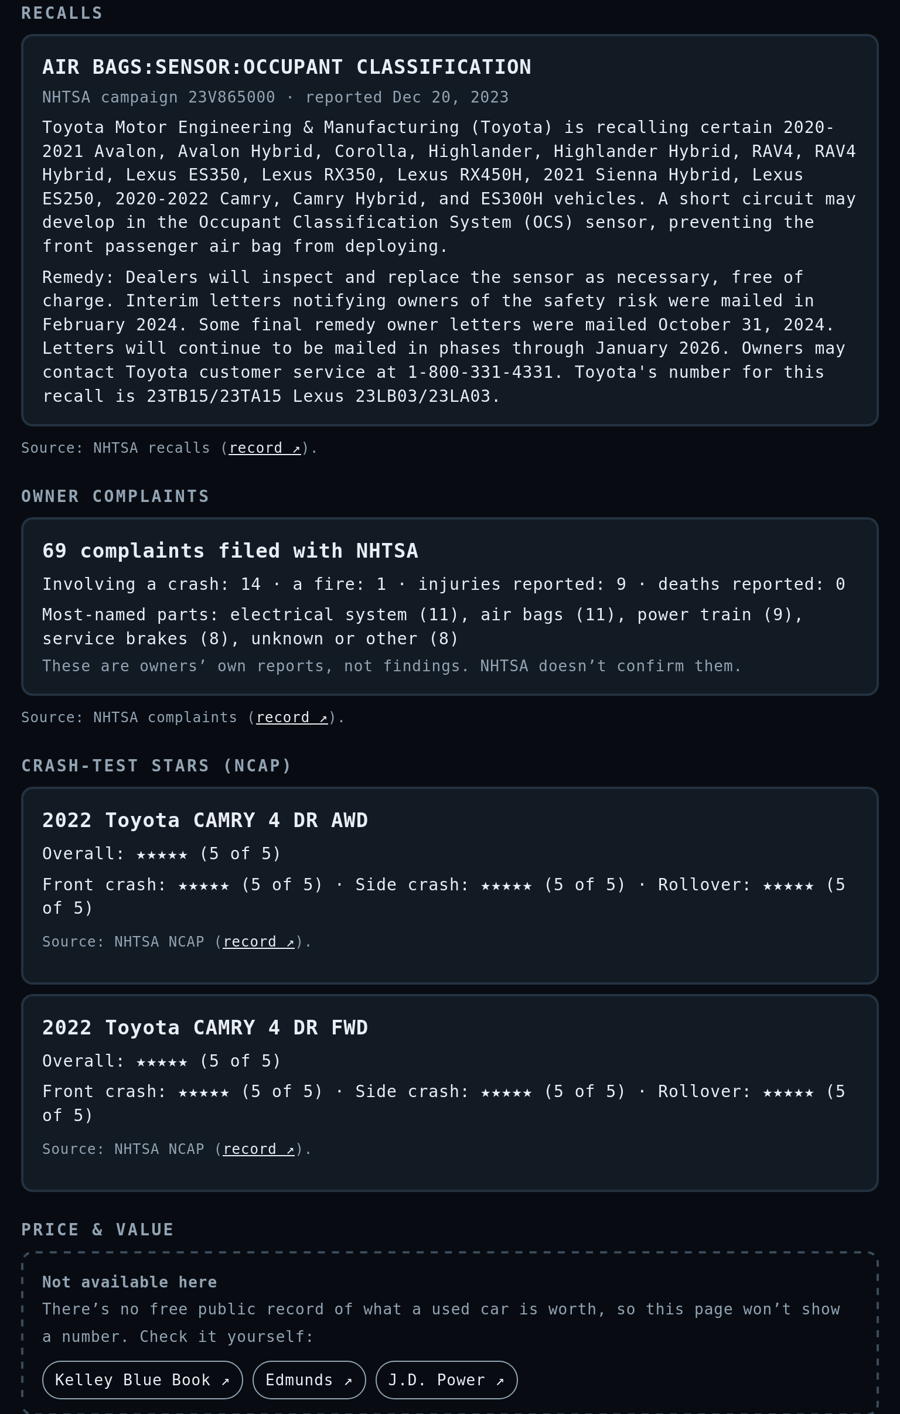 RECALLS
AIR BAGS:SENSOR:OCCUPANT CLASSIFICATION
NHTSA campaign 23V865000 · reported Dec 20, 2023
Toyota Motor Engineering & Manufacturing (Toyota) is recalling certain 2020-
2021 Avalon, Avalon Hybrid, Corolla, Highlander, Highlander Hybrid, RAV4, RAV4
Hybrid, Lexus ES350, Lexus RX350, Lexus RX450H, 2021 Sienna Hybrid, Lexus
ES250, 2020-2022 Camry, Camry Hybrid, and ES300H vehicles. A short circuit may
develop in the Occupant Classification System (OCS) sensor, preventing the
front passenger air bag from deploying.
Remedy: Dealers will inspect and replace the sensor as necessary, free of
charge. Interim letters notifying owners of the safety risk were mailed in
February 2024. Some final remedy owner letters were mailed October 31, 2024.
Letters will continue to be mailed in phases through January 2026. Owners may
contact Toyota customer service at 1-800-331-4331. Toyota's number for this
recall is 23TB15/23TA15 Lexus 23LB03/23LA03.
Source: NHTSA recalls (record ↗).
OWNER COMPLAINTS
69 complaints filed with NHTSA
Involving a crash: 14 · a fire: 1 · injuries reported: 9 · deaths reported: 0
Most-named parts: electrical system (11), air bags (11), power train (9),
service brakes (8), unknown or other (8)
These are owners’ own reports, not findings. NHTSA doesn’t confirm them.
Source: NHTSA complaints (record ↗).
CRASH-TEST STARS (NCAP)
2022 Toyota CAMRY 4 DR AWD
Overall: ★★★★★ (5 of 5)
Front crash: ★★★★★ (5 of 5) · Side crash: ★★★★★ (5 of 5) · Rollover: ★★★★★ (5
of 5)
Source: NHTSA NCAP (record ↗).
2022 Toyota CAMRY 4 DR FWD
Overall: ★★★★★ (5 of 5)
Front crash: ★★★★★ (5 of 5) · Side crash: ★★★★★ (5 of 5) · Rollover: ★★★★★ (5
of 5)
Source: NHTSA NCAP (record ↗).
PRICE & VALUE
Not available here
There’s no free public record of what a used car is worth, so this page won’t show
a number. Check it yourself:
Kelley Blue Book ↗ Edmunds ↗ J.D. Power ↗